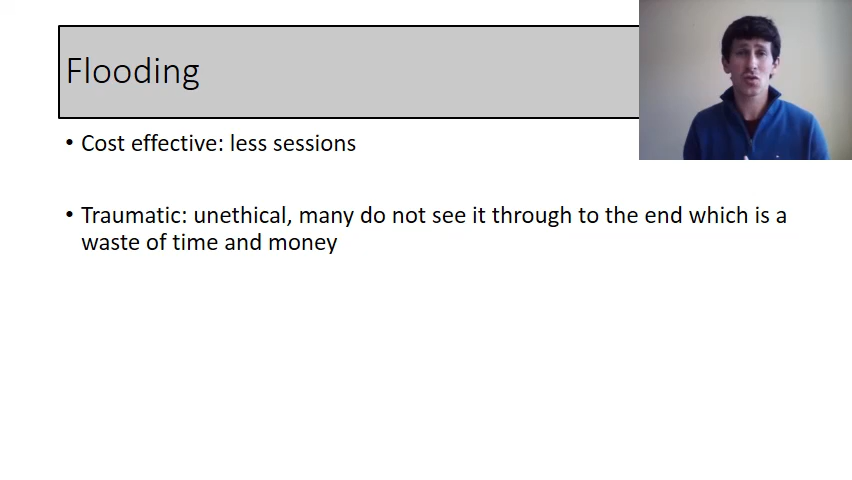 Flooding
• Cost effective: less sessions
• Traumatic: unethical, many do not see it through to the end which is a
waste of time and money